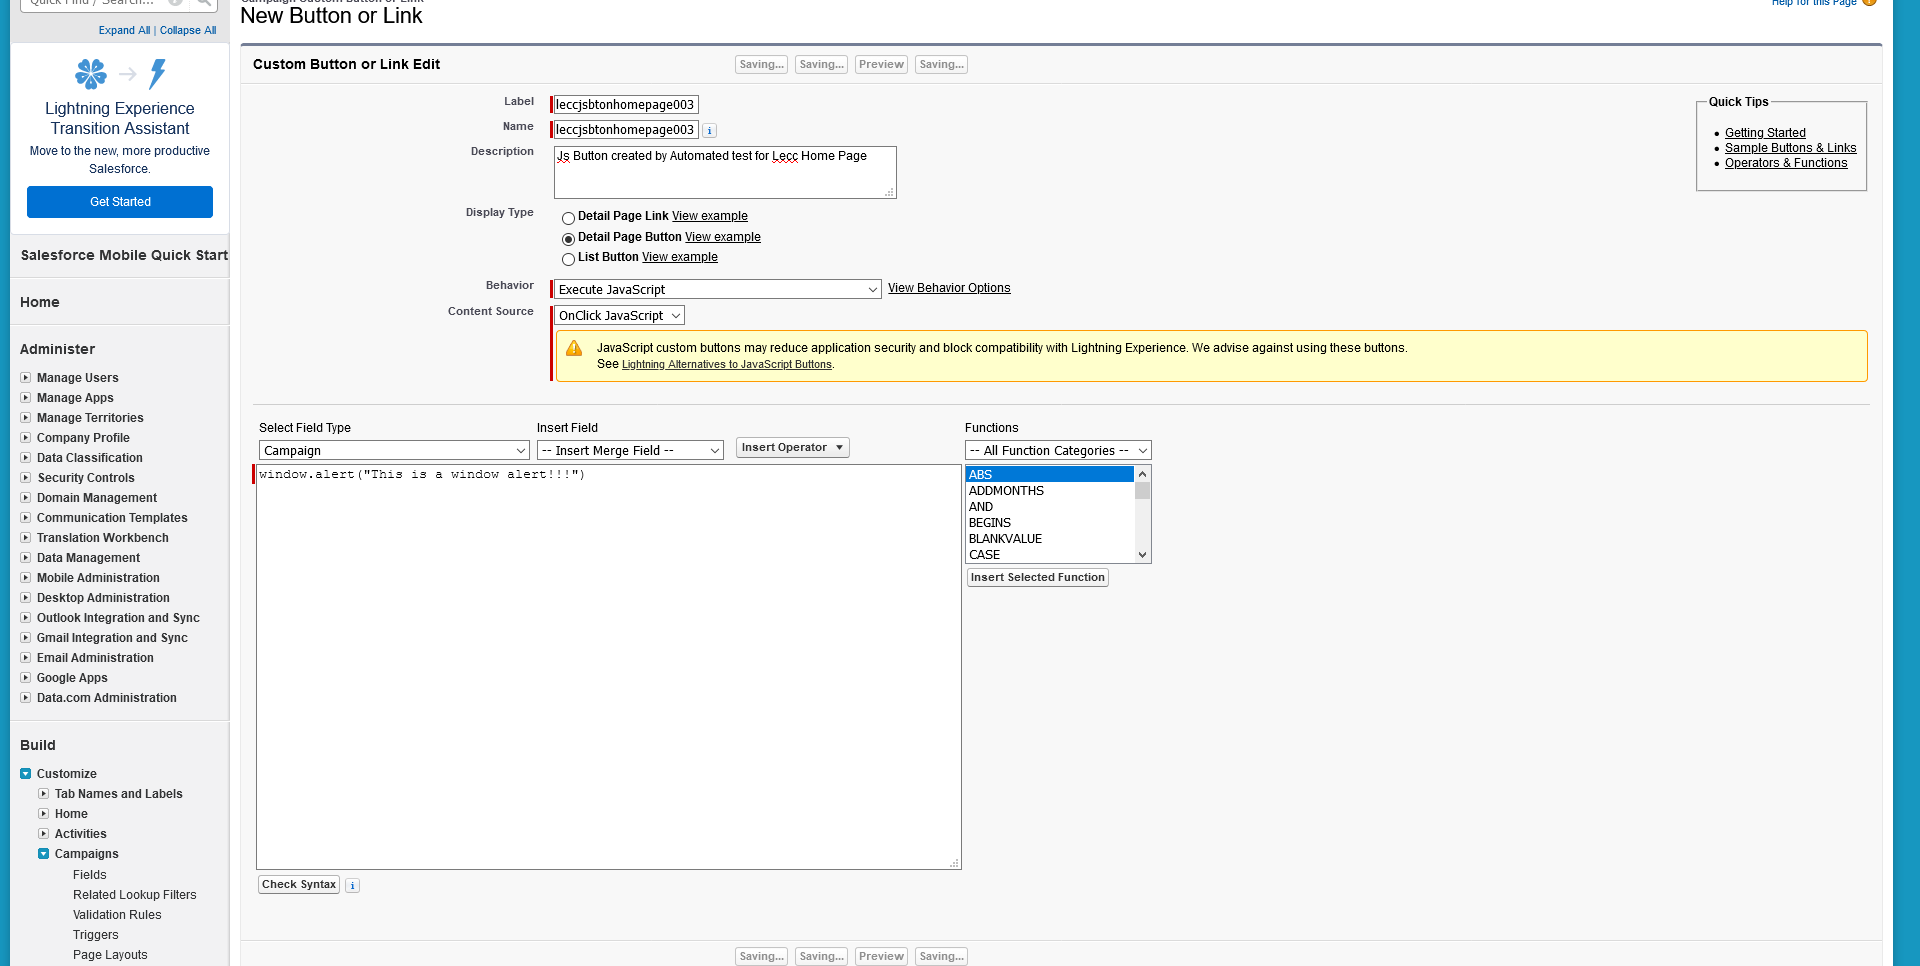 Quick Find / Search...
Expand All | Collapse All
Lightning Experience
Transition Assistant
Move to the new, more productive
Salesforce.
Get Started
Salesforce Mobile Quick Start
Home
Administer
Manage Users
Manage Apps
Manage Territories
Company Profile
Data Classification
Security Controls
Domain Management
Communication Templates
Translation Workbench
Data Management
Mobile Administration
Desktop Administration
Outlook Integration and Sync
Gmail Integration and Sync
Email Administration
Google Apps
Data.com Administration
Build
Customize
Tab Names and Labels
Home
Activities
Campaigns
Fields
Related Lookup Filters
Validation Rules
Triggers
Page Layouts
Campaign Custom Button or Link
New Button or Link
Help for this Page
Custom Button or Link Edit
Saving... Saving... Preview Saving...
Label leccjsbtonhomepage003
Name leccjsbtonhomepage003
Description Js Button created by Automated test for Lecc Home Page
Display Type
Detail Page Link View example
Detail Page Button View example
List Button View example
Behavior Execute JavaScript View Behavior Options
Content Source OnClick JavaScript
JavaScript custom buttons may reduce application security and block compatibility with Lightning Experience. We advise against using these buttons.
See Lightning Alternatives to JavaScript Buttons.
Quick Tips
Getting Started
Sample Buttons & Links
Operators & Functions
Select Field Type Insert Field Functions
Campaign -- Insert Merge Field -- Insert Operator -- All Function Categories --
window.alert("This is a window alert!!!")
ABS
ADDMONTHS
AND
BEGINS
BLANKVALUE
CASE
Insert Selected Function
Check Syntax
Saving... Saving... Preview Saving...